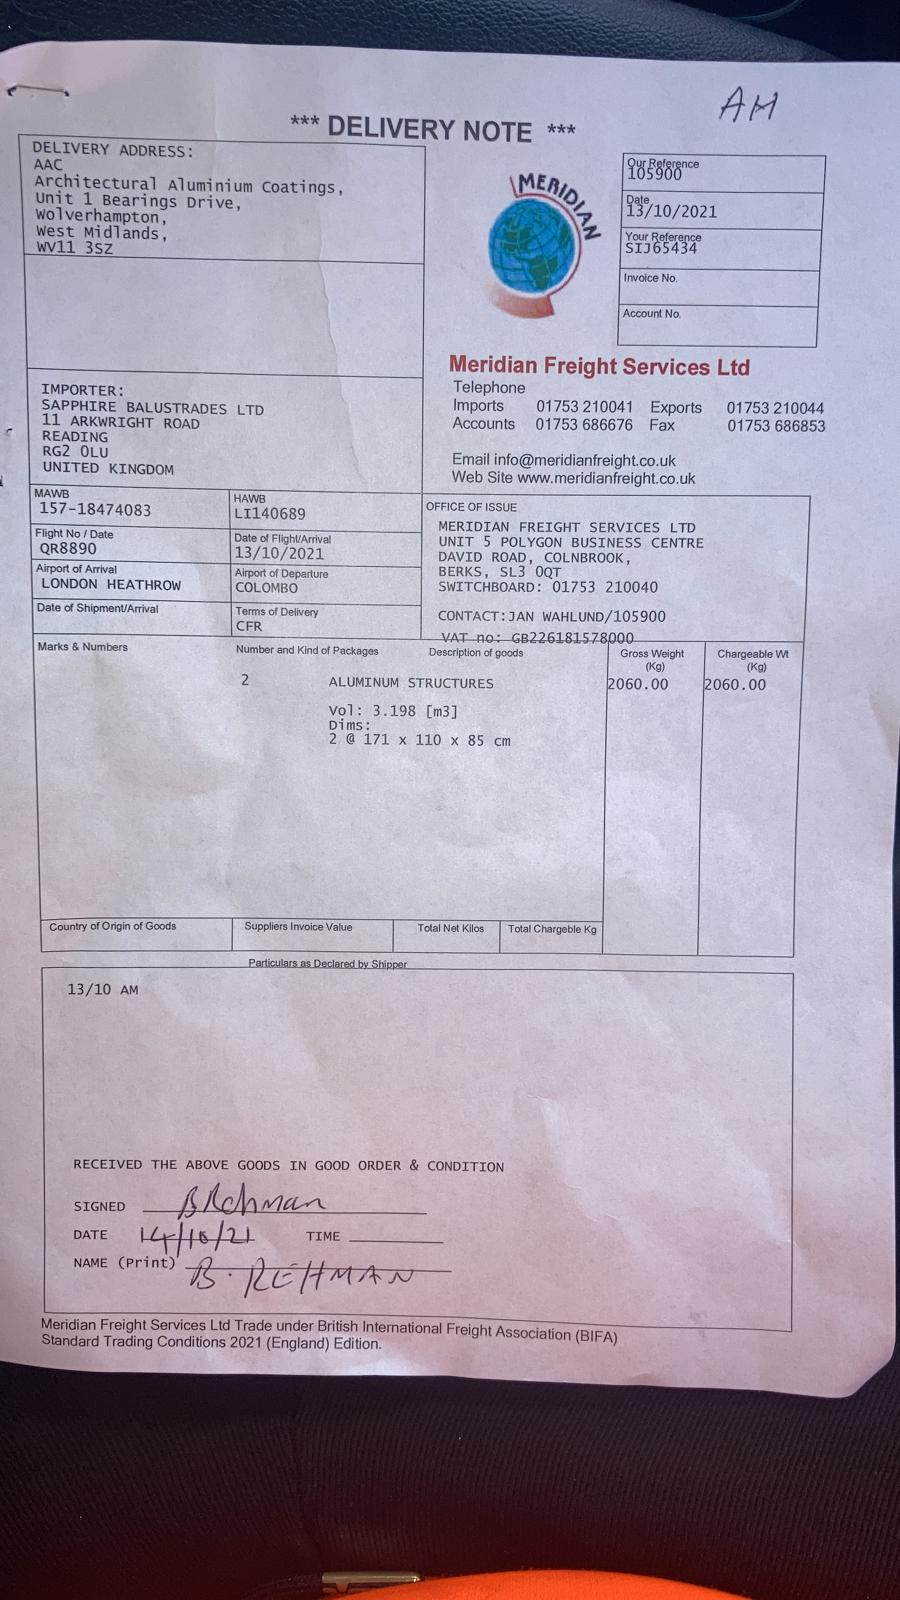 AM
*** DELIVERY NOTE ***
DELIVERY ADDRESS:
AAC
Architectural Aluminium Coatings,
Unit 1 Bearings Drive,
Wolverhampton,
West Midlands,
WV11 3SZ
MERIDIAN
Our Reference
105900
Date
13/10/2021
Your Reference
SIJ65434
Invoice No.
Account No.
Meridian Freight Services Ltd
Telephone
Imports 01753 210041 Exports 01753 210044
Accounts 01753 686676 Fax 01753 686853
Email info@meridianfreight.co.uk
Web Site www.meridianfreight.co.uk
IMPORTER:
SAPPHIRE BALUSTRADES LTD
11 ARKWRIGHT ROAD
READING
RG2 0LU
UNITED KINGDOM
MAWB
157-18474083
HAWB
LI140689
Flight No / Date
QR8890
Date of Flight/Arrival
13/10/2021
Airport of Arrival
LONDON HEATHROW
Airport of Departure
COLOMBO
Date of Shipment/Arrival
Terms of Delivery
CFR
OFFICE OF ISSUE
MERIDIAN FREIGHT SERVICES LTD
UNIT 5 POLYGON BUSINESS CENTRE
DAVID ROAD, COLNBROOK,
BERKS, SL3 0QT
SWITCHBOARD: 01753 210040
CONTACT:JAN WAHLUND/105900
VAT no: GB226181578000
Marks & Numbers
Number and Kind of Packages
Description of goods
Gross Weight
(Kg)
Chargeable Wt
(Kg)
2 ALUMINUM STRUCTURES 2060.00 2060.00
Vol: 3.198 [m3]
Dims:
2 @ 171 x 110 x 85 cm
Country of Origin of Goods
Suppliers Invoice Value
Total Net Kilos
Total Chargeable Kg
Particulars as Declared by Shipper
13/10 AM
RECEIVED THE ABOVE GOODS IN GOOD ORDER & CONDITION
SIGNED BRehman
DATE 14/10/21 TIME
NAME (Print) B. REHMAN
Meridian Freight Services Ltd Trade under British International Freight Association (BIFA)
Standard Trading Conditions 2021 (England) Edition.